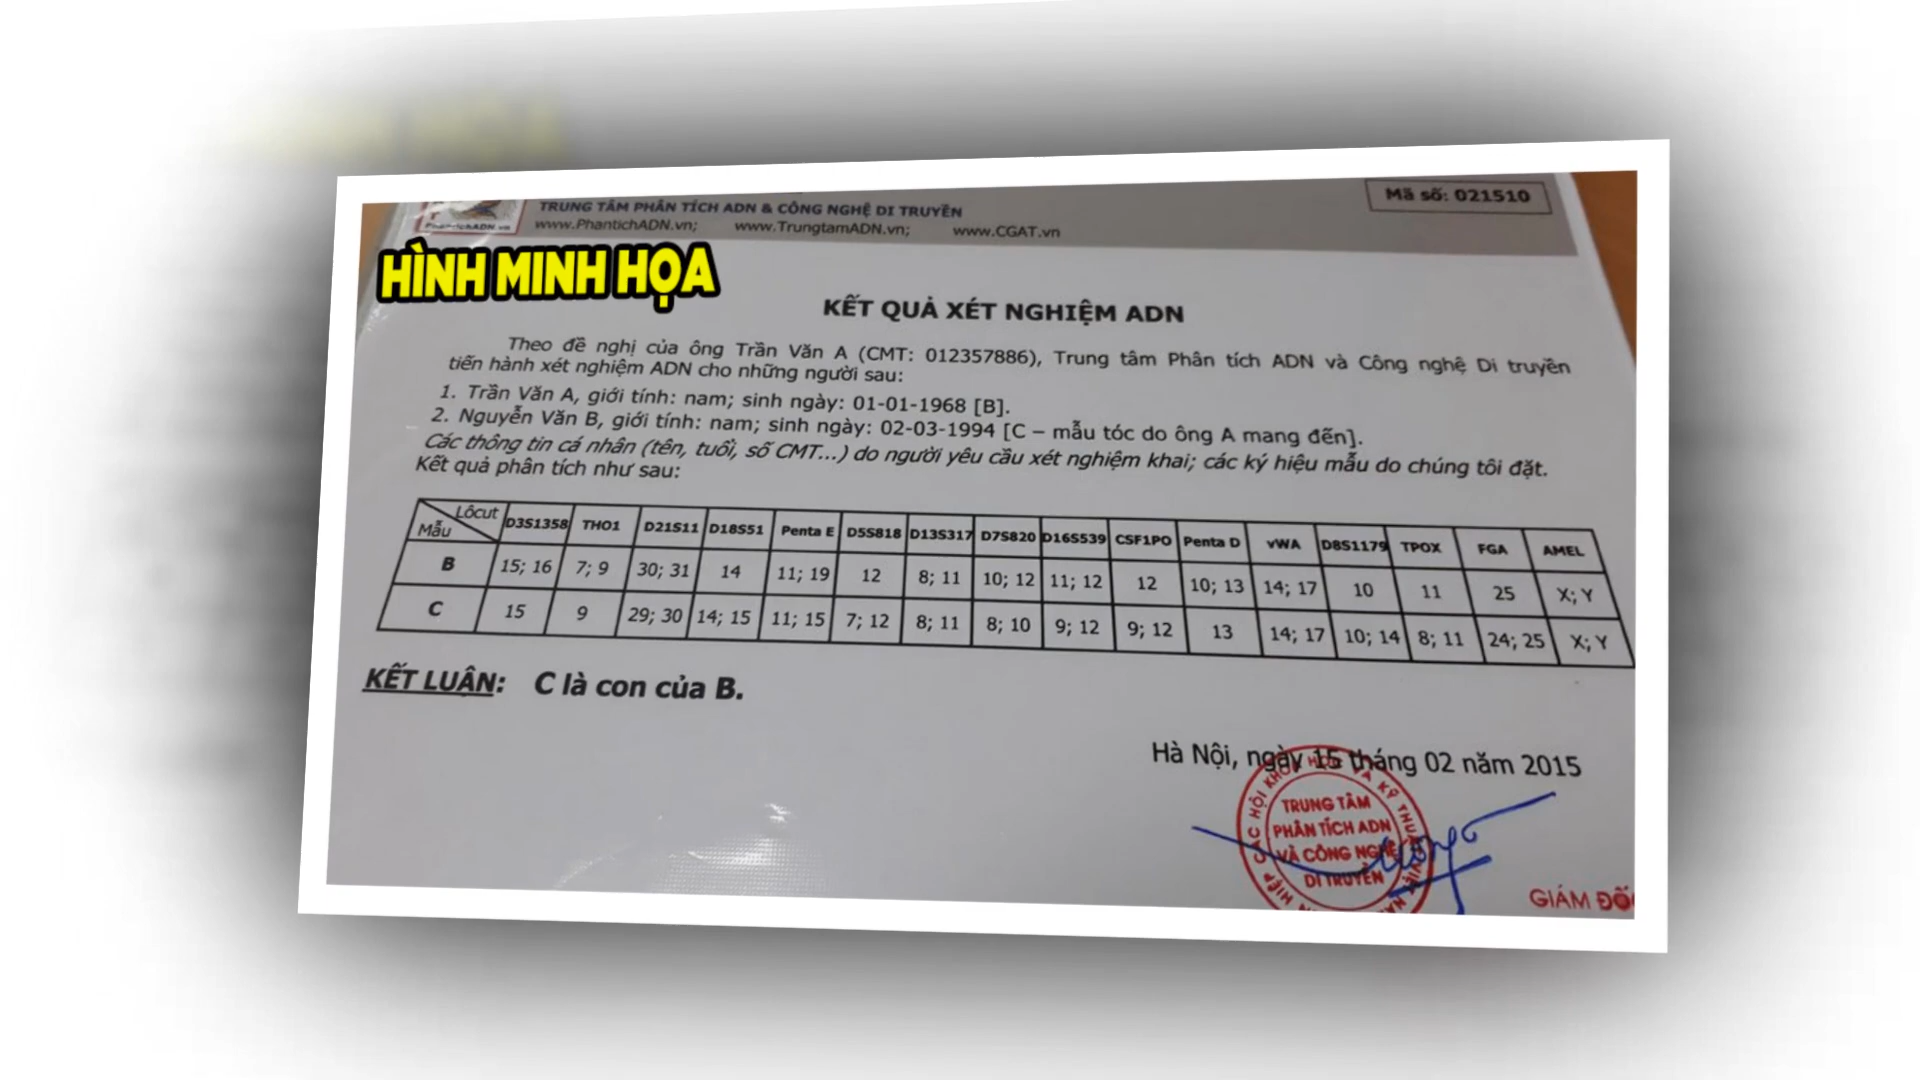 TRUNG TÂM PHÂN TÍCH ADN & CÔNG NGHỆ DI TRUYỀN
Mã số: 021510
PhantichADN.vn
www.PhantichADN.vn; www.TrungtamADN.vn; www.CGAT.vn
HÌNH MINH HỌA
KẾT QUẢ XÉT NGHIỆM ADN
Theo đề nghị của ông Trần Văn A (CMT: 012357886), Trung tâm Phân tích ADN và Công nghệ Di truyền
tiến hành xét nghiệm ADN cho những người sau:
1. Trần Văn A, giới tính: nam; sinh ngày: 01-01-1968 [B].
2. Nguyễn Văn B, giới tính: nam; sinh ngày: 02-03-1994 [C – mẫu tóc do ông A mang đến].
Các thông tin cá nhân (tên, tuổi, số CMT...) do người yêu cầu xét nghiệm khai; các ký hiệu mẫu do chúng tôi đặt.
Kết quả phân tích như sau:
Lôcut
Mẫu D3S1358 THO1 D21S11 D18S51 Penta E D5S818 D13S317 D7S820 D16S539 CSF1PO Penta D vWA D8S1179 TPOX FGA AMEL
B 15; 16 7; 9 30; 31 14 11; 19 12 8; 11 10; 12 11; 12 12 10; 13 14; 17 10 11 25 X; Y
C 15 9 29; 30 14; 15 11; 15 7; 12 8; 11 8; 10 9; 12 9; 12 13 14; 17 10; 14 8; 11 24; 25 X; Y
KẾT LUẬN: C là con của B.
Hà Nội, ngày 15 tháng 02 năm 2015
TRUNG TÂM
PHÂN TÍCH ADN
VÀ CÔNG NGHỆ
DI TRUYỀN
GIÁM ĐỐC